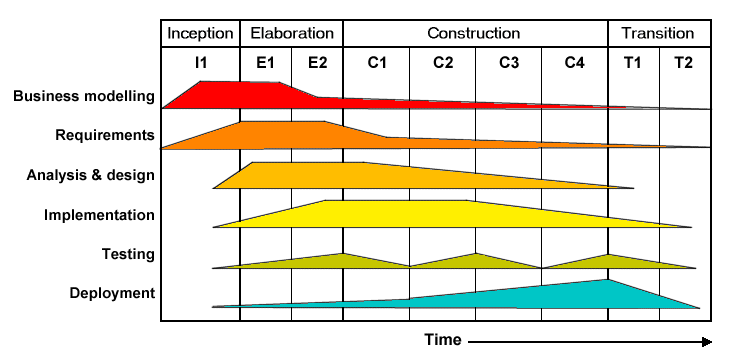 Inception Elaboration Construction Transition
I1 E1 E2 C1 C2 C3 C4 T1 T2
Business modelling
Requirements
Analysis & design
Implementation
Testing
Deployment
Time